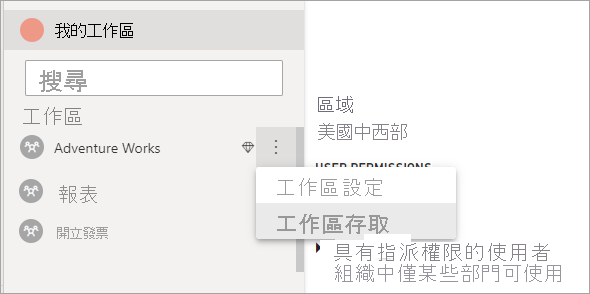 我的工作區
搜尋
工作區
Adventure Works
報表
開立發票
區域
美國中西部
USER PERMISSIONS
工作區設定
工作區存取
具有指派權限的使用者
組織中僅某些部門可使用